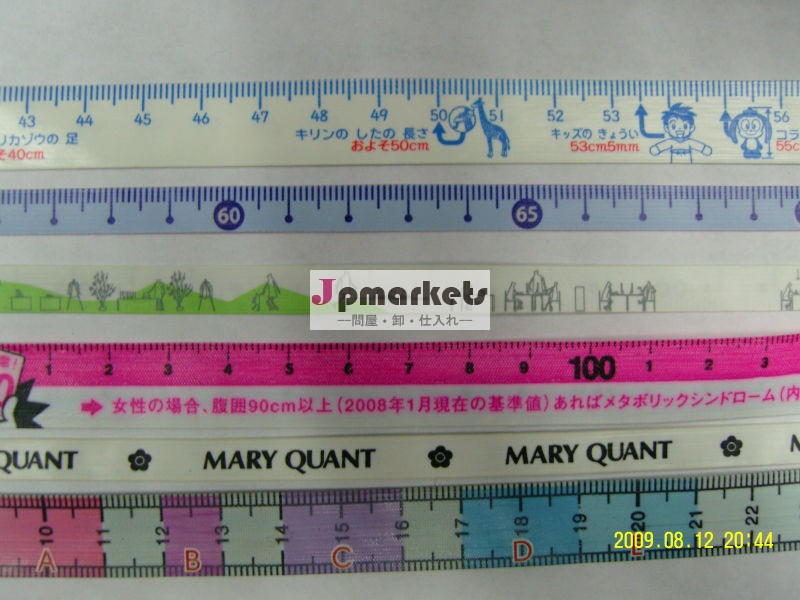 43 44 45 46 47 48 49 50 51 52 53 56
リカゾウの 足 キリンの したの 長さ キッズの きょうい コラ
そ40cm およそ50cm 53cm5mm 55c
60 65
Jpmarkets
―問屋・卸・仕入れ―
1 2 3 4 5 6 7 8 9 100 1 2 3
➡ 女性の場合、腹囲90cm以上(2008年1月現在の基準値)あればメタボリックシンドローム(内
QUANT MARY QUANT MARY QUANT M
10 11 12 13 14 15 16 17 18 19 20 21 22
A B C D E
2009.08.12 20:44